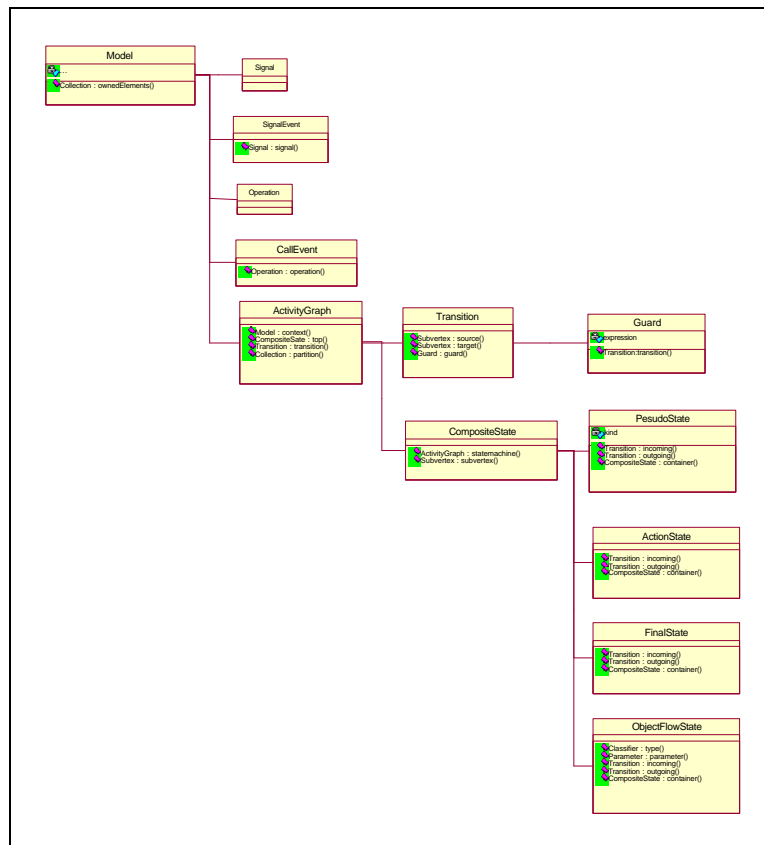 Model
...
Collection : ownedElements()
Signal
SignalEvent
Signal : signal()
Operation
CallEvent
Operation : operation()
ActivityGraph
Model : context()
CompositeSate : top()
Transition : transition()
Collection : partition()
Transition
Subvertex : source()
Subvertex : target()
Guard : guard()
Guard
expression
Transition:transition()
CompositeState
ActivityGraph : statemachine()
Subvertex : subvertex()
PesudoState
kind
Transition : incoming()
Transition : outgoing()
CompositeState : container()
ActionState
Transition : incoming()
Transition : outgoing()
CompositeState : container()
FinalState
Transition : incoming()
Transition : outgoing()
CompositeState : container()
ObjectFlowState
Classifier : type()
Parameter : parameter()
Transition : incoming()
Transition : outgoing()
CompositeState : container()